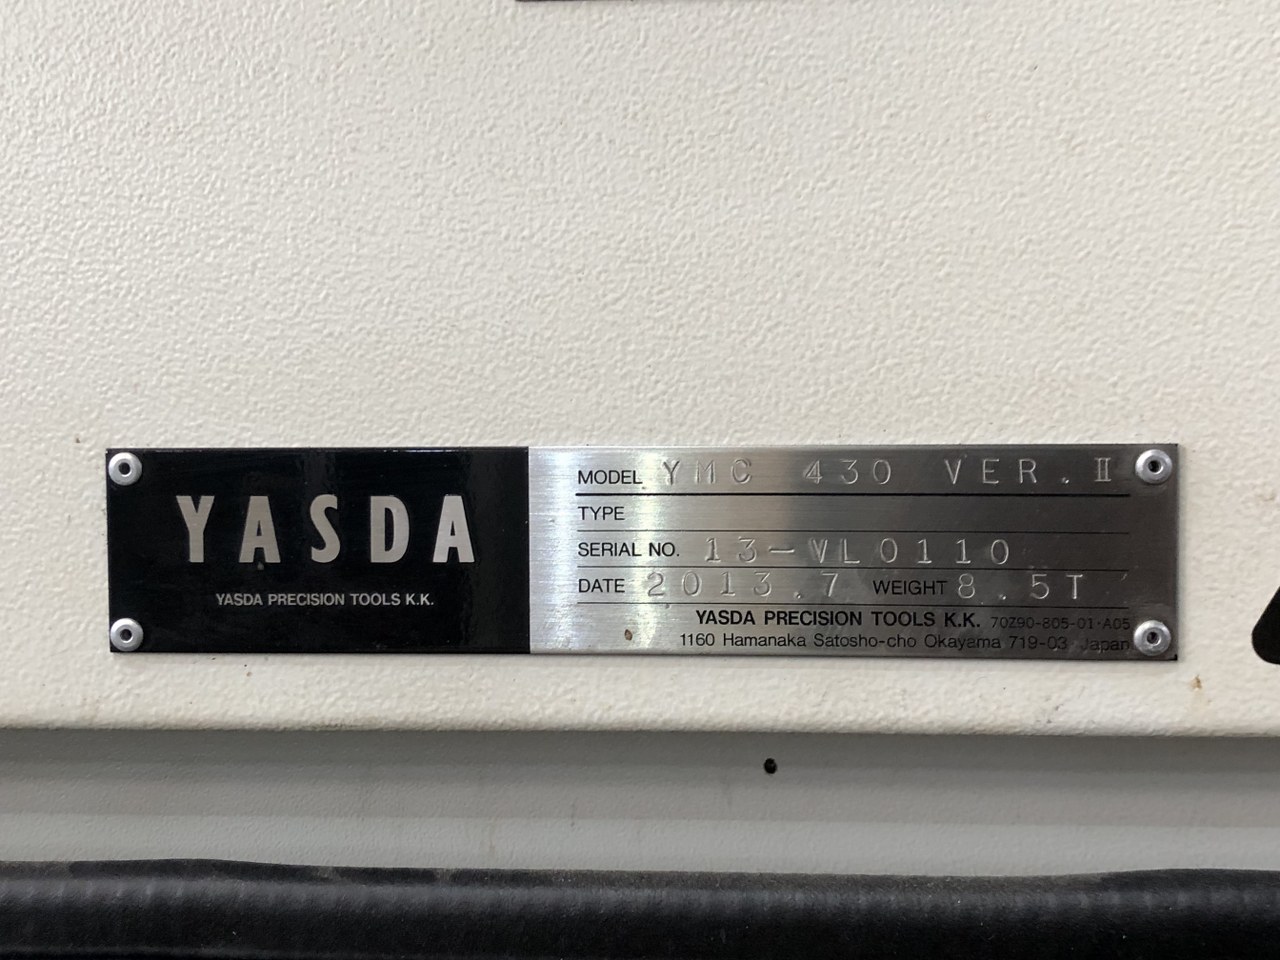 YASDA
YASDA PRECISION TOOLS K.K.
MODEL YMC 430 VER.Ⅱ
TYPE
SERIAL NO. 13-VL0110
DATE 2013.7 WEIGHT 8.5T
YASDA PRECISION TOOLS K.K. 70Z90-805-01·A05
1160 Hamanaka Satosho-cho Okayama 719-03 Japan